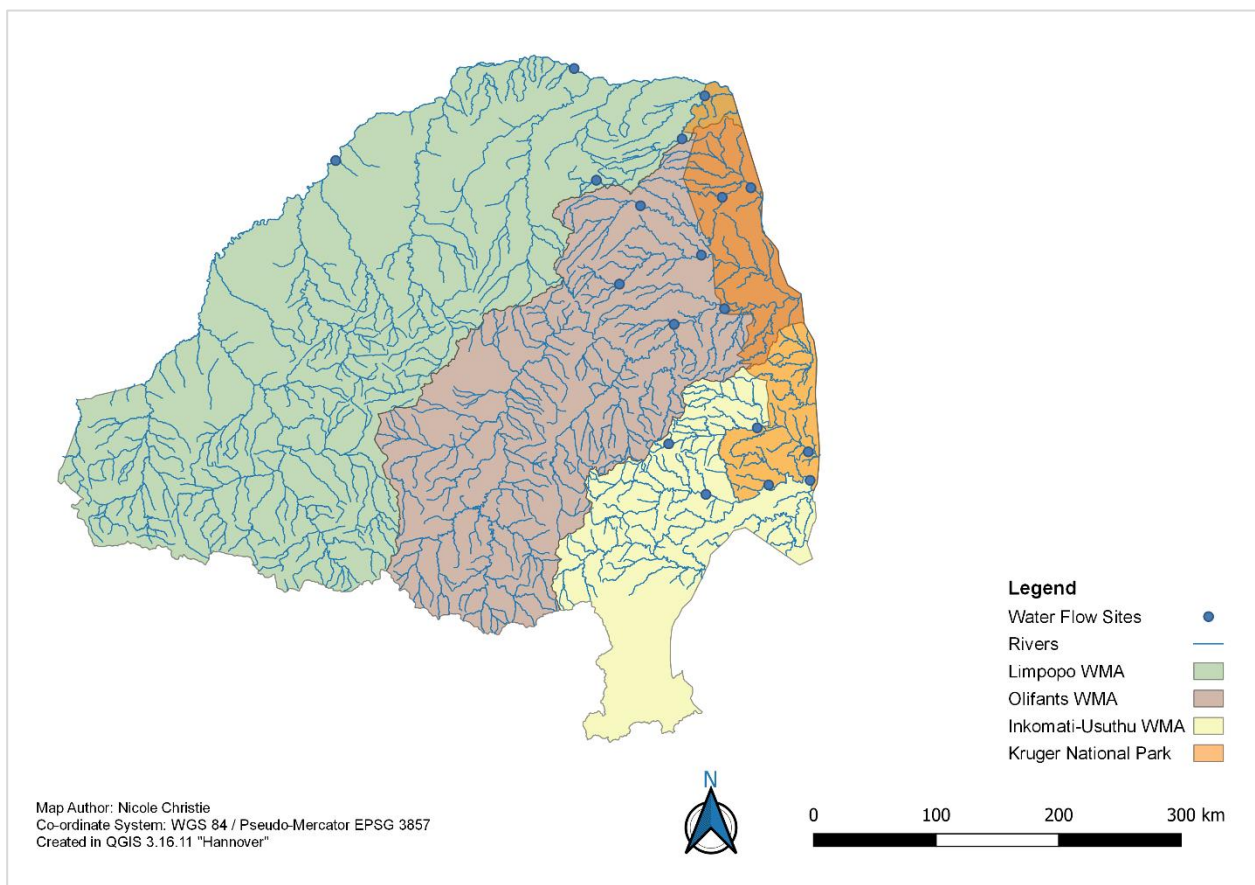 Legend
Water Flow Sites
Rivers
Limpopo WMA
Olifants WMA
Inkomati-Usuthu WMA
Kruger National Park
Map Author: Nicole Christie
Co-ordinate System: WGS 84 / Pseudo-Mercator EPSG 3857
Created in QGIS 3.16.11 "Hannover"
N
0 100 200 300 km